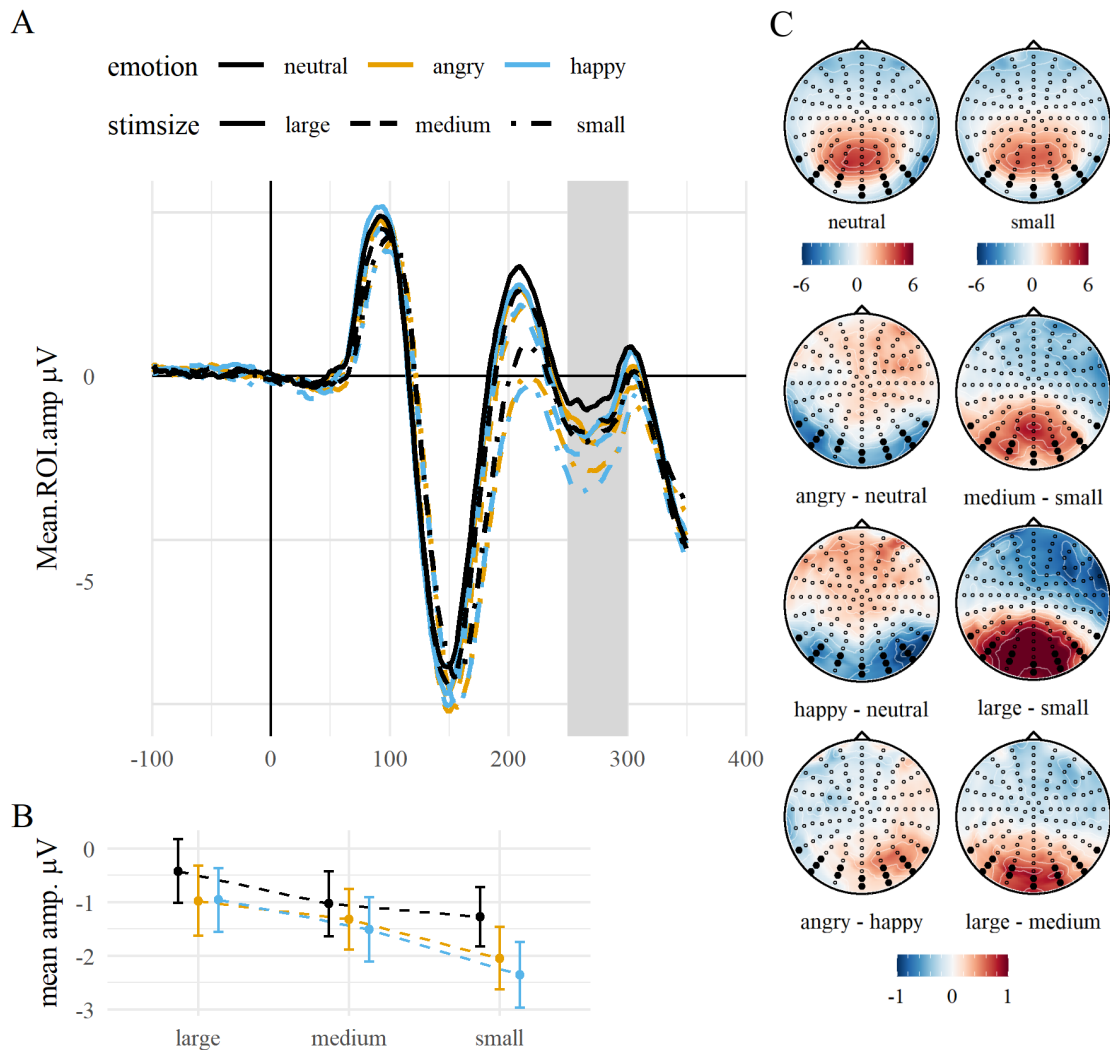 A
emotion neutral angry happy
stimsize large medium small
Mean.ROI.amp μV
0
-5
-100 0 100 200 300 400
B
mean amp. μV
0
-1
-2
-3
large medium small
C
neutral small
-6 0 6 -6 0 6
angry - neutral medium - small
happy - neutral large - small
angry - happy large - medium
-1 0 1